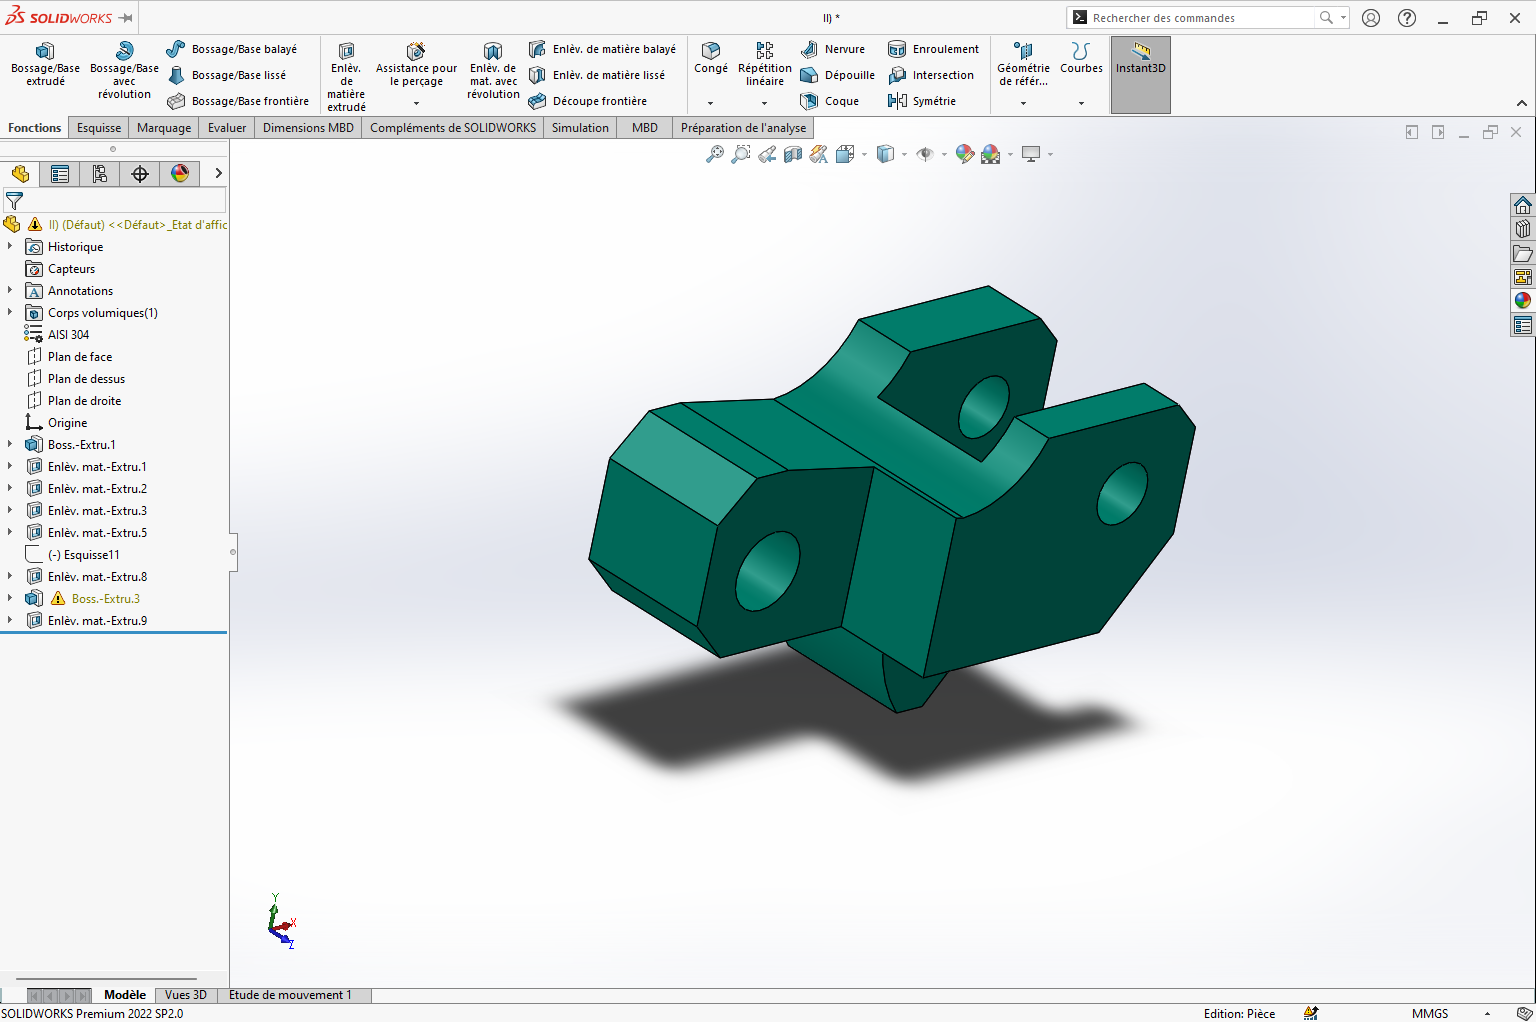 SOLIDWORKS
II) *
Rechercher des commandes
Bossage/Base
extrudé
Bossage/Base
avec
révolution
Bossage/Base balayé
Bossage/Base lissé
Bossage/Base frontière
Enlèv.
de
matière
extrudé
Assistance pour
le perçage
Enlèv. de
mat. avec
révolution
Enlèv. de matière balayé
Enlèv. de matière lissé
Découpe frontière
Congé
Répétition
linéaire
Nervure
Dépouille
Coque
Enroulement
Intersection
Symétrie
Géométrie
de référ...
Courbes
Instant3D
Fonctions
Esquisse
Marquage
Evaluer
Dimensions MBD
Compléments de SOLIDWORKS
Simulation
MBD
Préparation de l'analyse
II) (Défaut) <<Défaut>_Etat d'affic
Historique
Capteurs
Annotations
Corps volumiques(1)
AISI 304
Plan de face
Plan de dessus
Plan de droite
Origine
Boss.-Extru.1
Enlèv. mat.-Extru.1
Enlèv. mat.-Extru.2
Enlèv. mat.-Extru.3
Enlèv. mat.-Extru.5
(-) Esquisse11
Enlèv. mat.-Extru.8
Boss.-Extru.3
Enlèv. mat.-Extru.9
Y
X
Z
Modèle
Vues 3D
Etude de mouvement 1
SOLIDWORKS Premium 2022 SP2.0
Edition: Pièce
MMGS